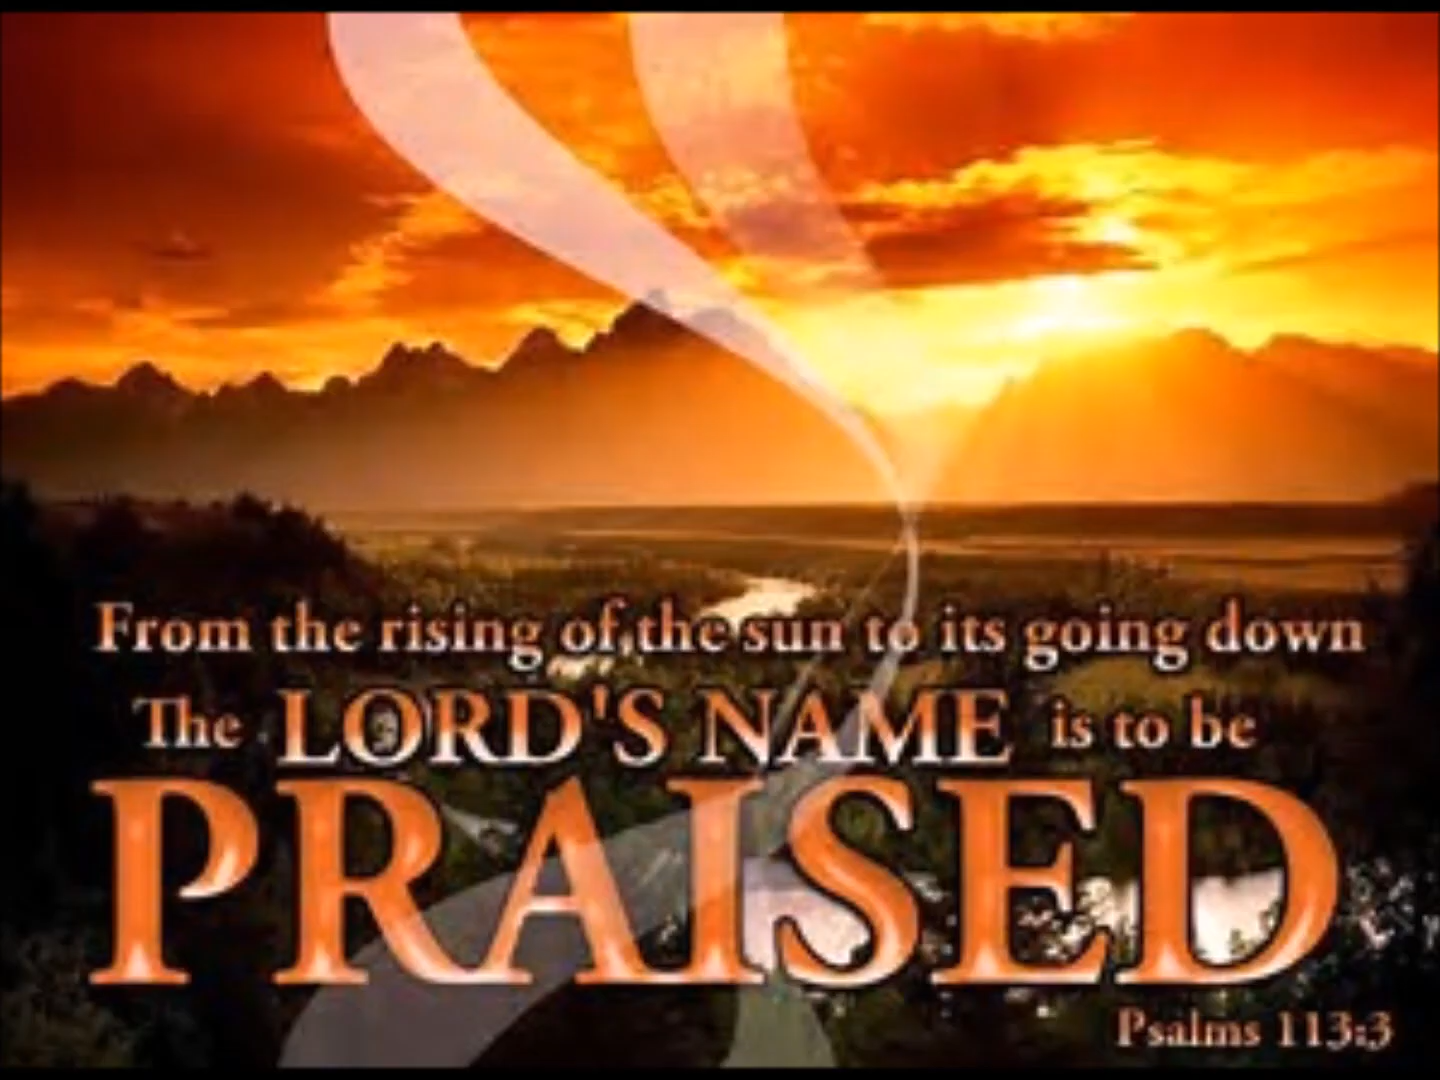 From the rising of the sun to its going down
The LORD'S NAME is to be
PRAISED
Psalms 113:3